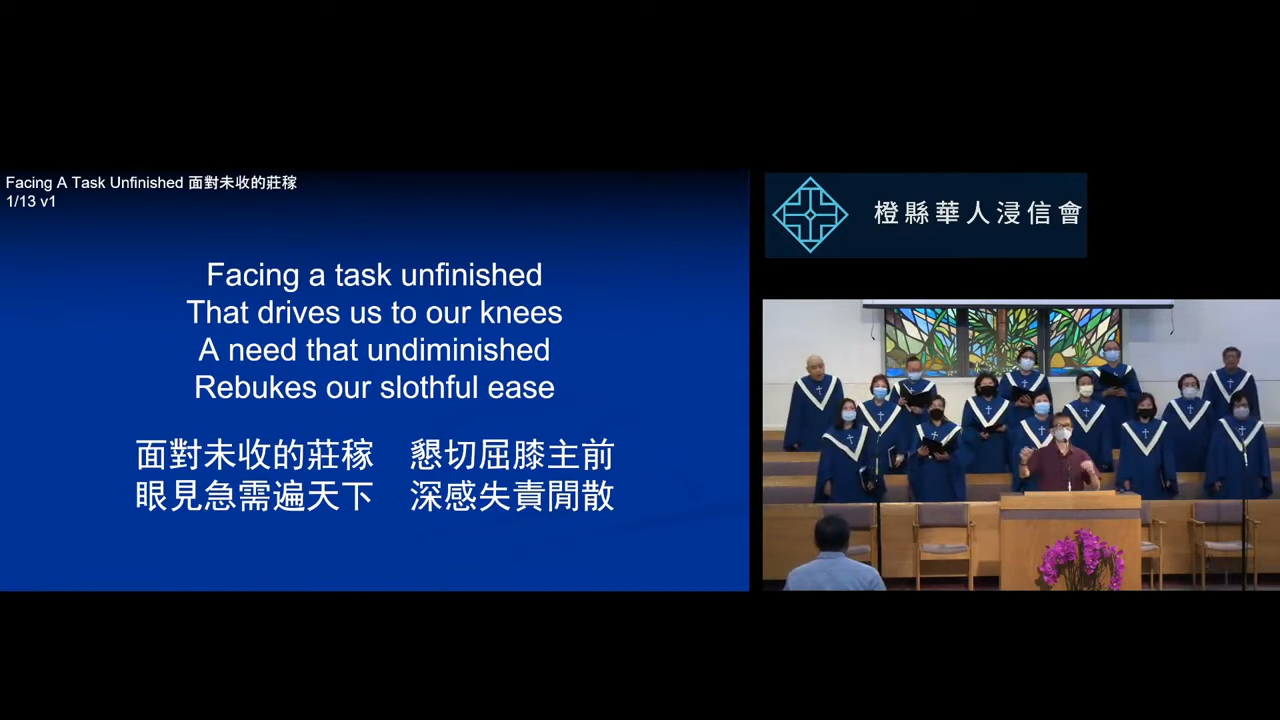 Facing A Task Unfinished 面對未收的莊稼
1/13 v1
橙縣華人浸信會
Facing a task unfinished
That drives us to our knees
A need that undiminished
Rebukes our slothful ease
面對未收的莊稼 懇切屈膝主前
眼見急需遍天下 深感失責閒散